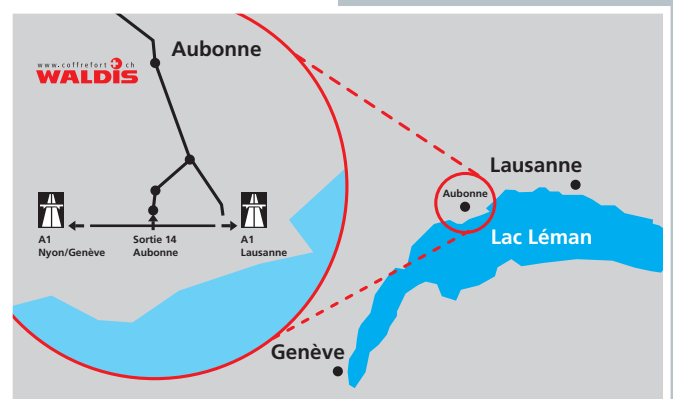 Aubonne
www.coffrefort.ch
WALDIS
A1
Nyon/Genève
Sortie 14
Aubonne
A1
Lausanne
Lausanne
Aubonne
Lac Léman
Genève